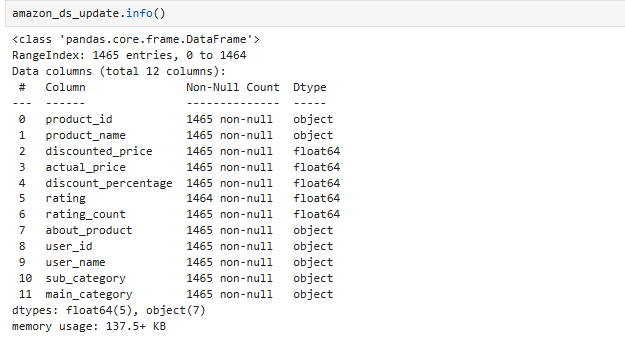 amazon_ds_update.info()
<class 'pandas.core.frame.DataFrame'>
RangeIndex: 1465 entries, 0 to 1464
Data columns (total 12 columns):
 #   Column               Non-Null Count  Dtype
---  ------               --------------  -----
 0   product_id           1465 non-null   object
 1   product_name         1465 non-null   object
 2   discounted_price     1465 non-null   float64
 3   actual_price         1465 non-null   float64
 4   discount_percentage  1465 non-null   float64
 5   rating               1464 non-null   float64
 6   rating_count         1465 non-null   float64
 7   about_product        1465 non-null   object
 8   user_id              1465 non-null   object
 9   user_name            1465 non-null   object
 10  sub_category         1465 non-null   object
 11  main_category        1465 non-null   object
dtypes: float64(5), object(7)
memory usage: 137.5+ KB